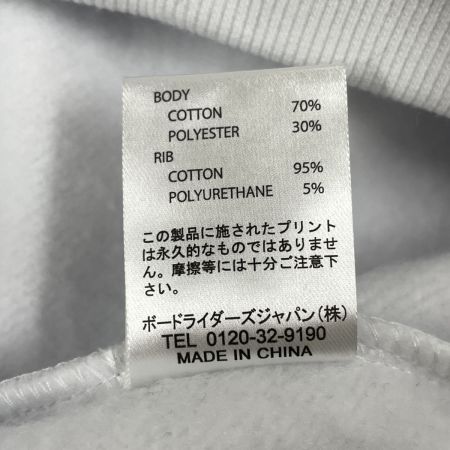 BODY
COTTON 70%
POLYESTER 30%
RIB
COTTON 95%
POLYURETHANE 5%
この製品に施されたプリント
は永久的なものではありませ
ん。摩擦等には十分ご注意下
さい。
ボードライダーズジャパン(株)
TEL 0120-32-9190
MADE IN CHINA